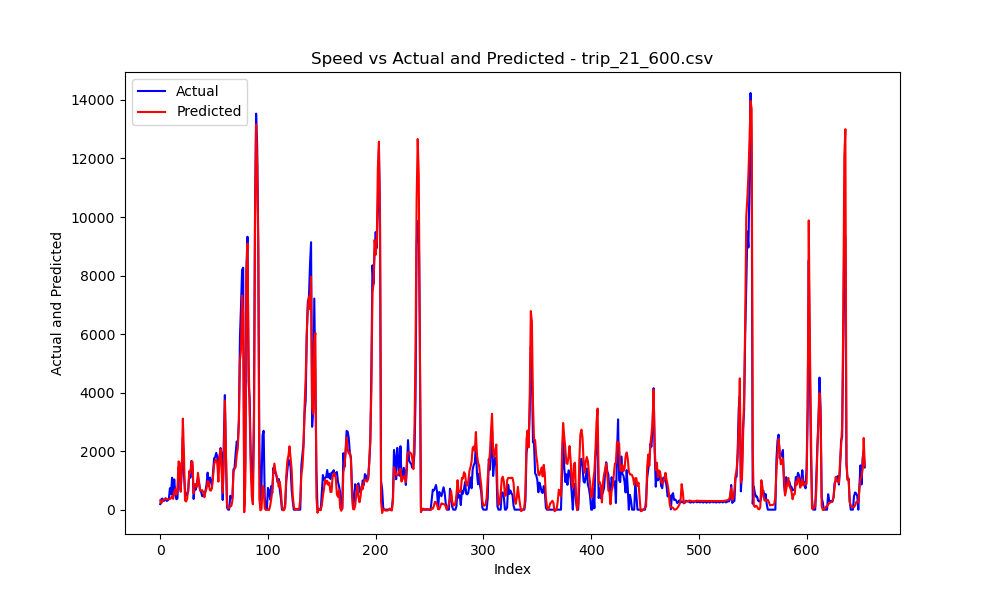 Speed vs Actual and Predicted - trip_21_600.csv
Actual
Predicted
14000
12000
10000
8000
6000
4000
2000
0
Actual and Predicted
0 100 200 300 400 500 600
Index